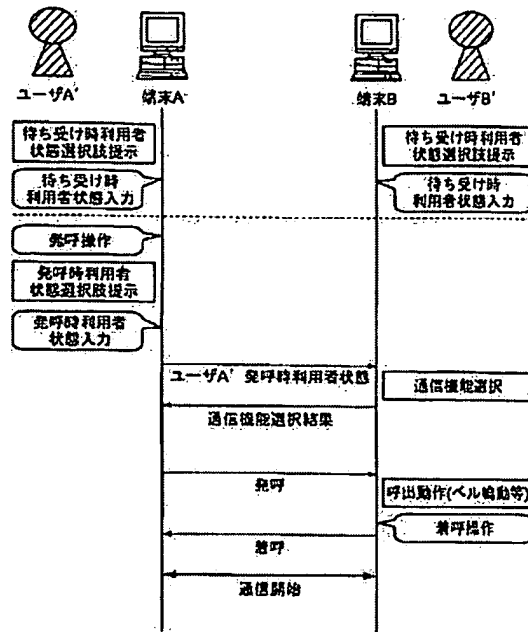 ユーザA'
端末A
端末B
ユーザB'
待ち受け時利用者
状態選択肢提示
待ち受け時利用者
状態選択肢提示
待ち受け時
利用者状態入力
待ち受け時
利用者状態入力
発呼操作
発呼時利用者
状態選択肢提示
発呼時利用者
状態入力
ユーザA' 発呼時利用者状態
通信機能選択
通信機能選択結果
発呼
呼出動作(ベル鳴動等)
着呼操作
着呼
通信開始